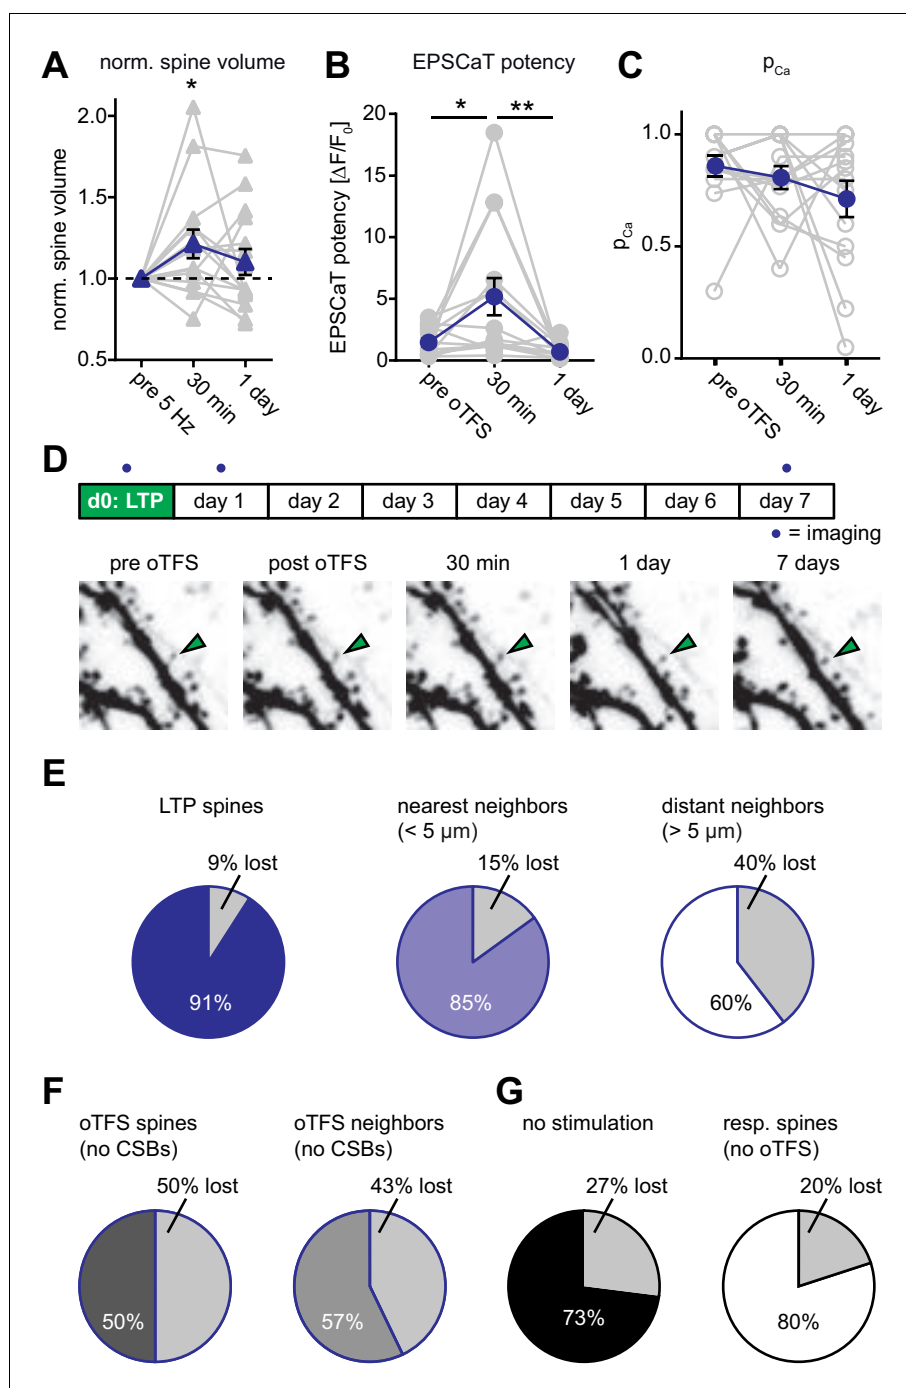 A
norm. spine volume
*
2.0
1.5
1.0
0.5
norm. spine volume
pre 5 Hz
30 min
1 day
B
EPSCaT potency
*
**
20
15
10
5
0
EPSCaT potency [ΔF/F0]
pre oTFS
30 min
1 day
C
pCa
1.0
0.5
0.0
pCa
pre oTFS
30 min
1 day
D
d0: LTP
day 1
day 2
day 3
day 4
day 5
day 6
day 7
= imaging
pre oTFS
post oTFS
30 min
1 day
7 days
E
LTP spines
9% lost
91%
nearest neighbors
(< 5 µm)
15% lost
85%
distant neighbors
(> 5 µm)
40% lost
60%
F
oTFS spines
(no CSBs)
50% lost
50%
oTFS neighbors
(no CSBs)
43% lost
57%
G
no stimulation
27% lost
73%
resp. spines
(no oTFS)
20% lost
80%